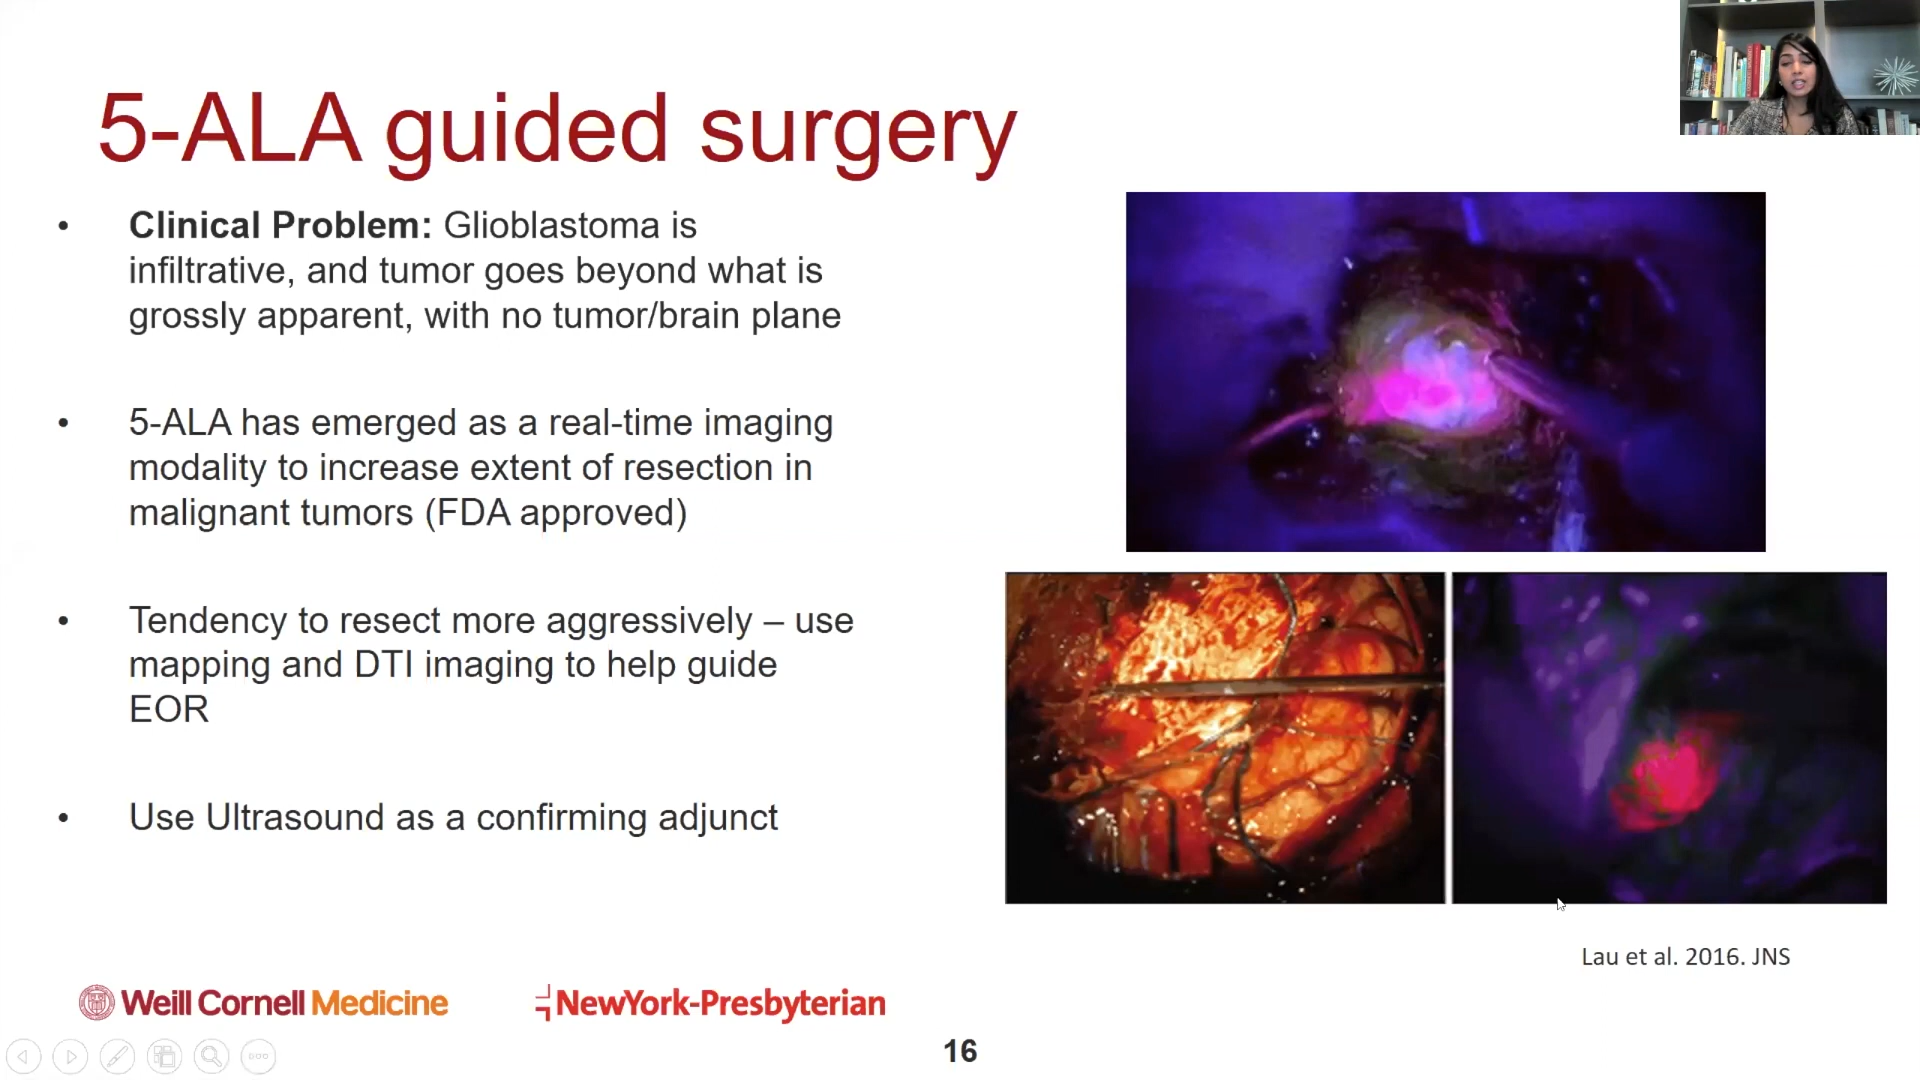 5-ALA guided surgery
• Clinical Problem: Glioblastoma is
infiltrative, and tumor goes beyond what is
grossly apparent, with no tumor/brain plane
• 5-ALA has emerged as a real-time imaging
modality to increase extent of resection in
malignant tumors (FDA approved)
• Tendency to resect more aggressively – use
mapping and DTI imaging to help guide
EOR
• Use Ultrasound as a confirming adjunct
Lau et al. 2016. JNS
Weill Cornell Medicine
NewYork-Presbyterian
16